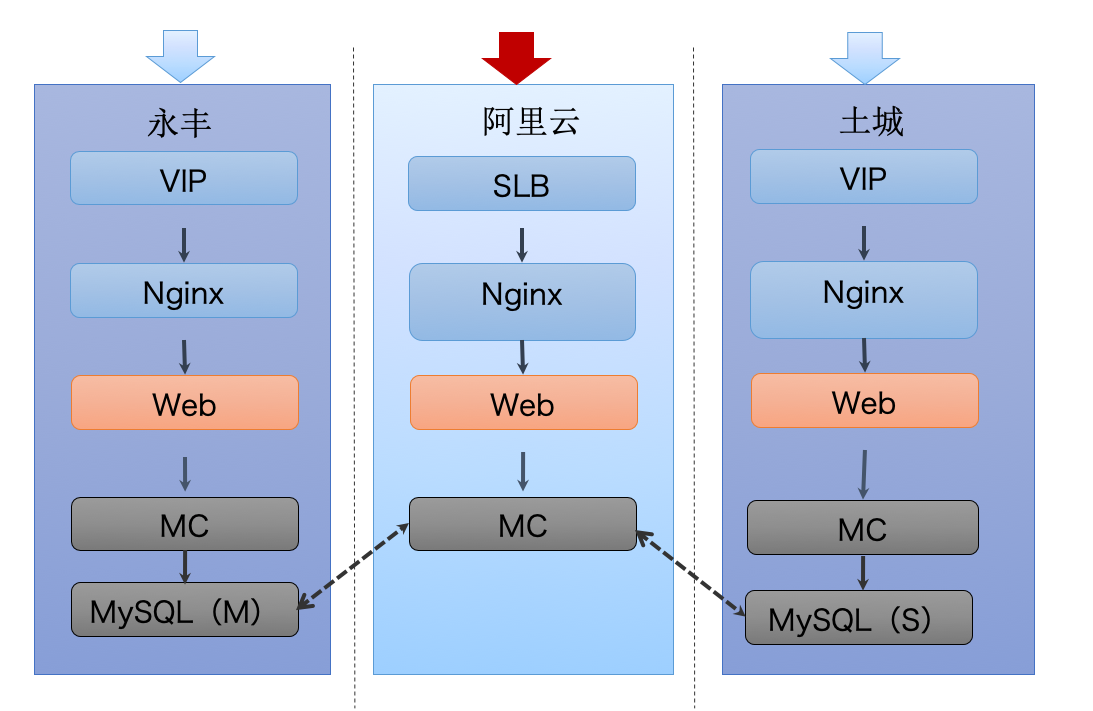 永丰
VIP
Nginx
Web
MC
MySQL（M）
阿里云
SLB
Nginx
Web
MC
土城
VIP
Nginx
Web
MC
MySQL（S）